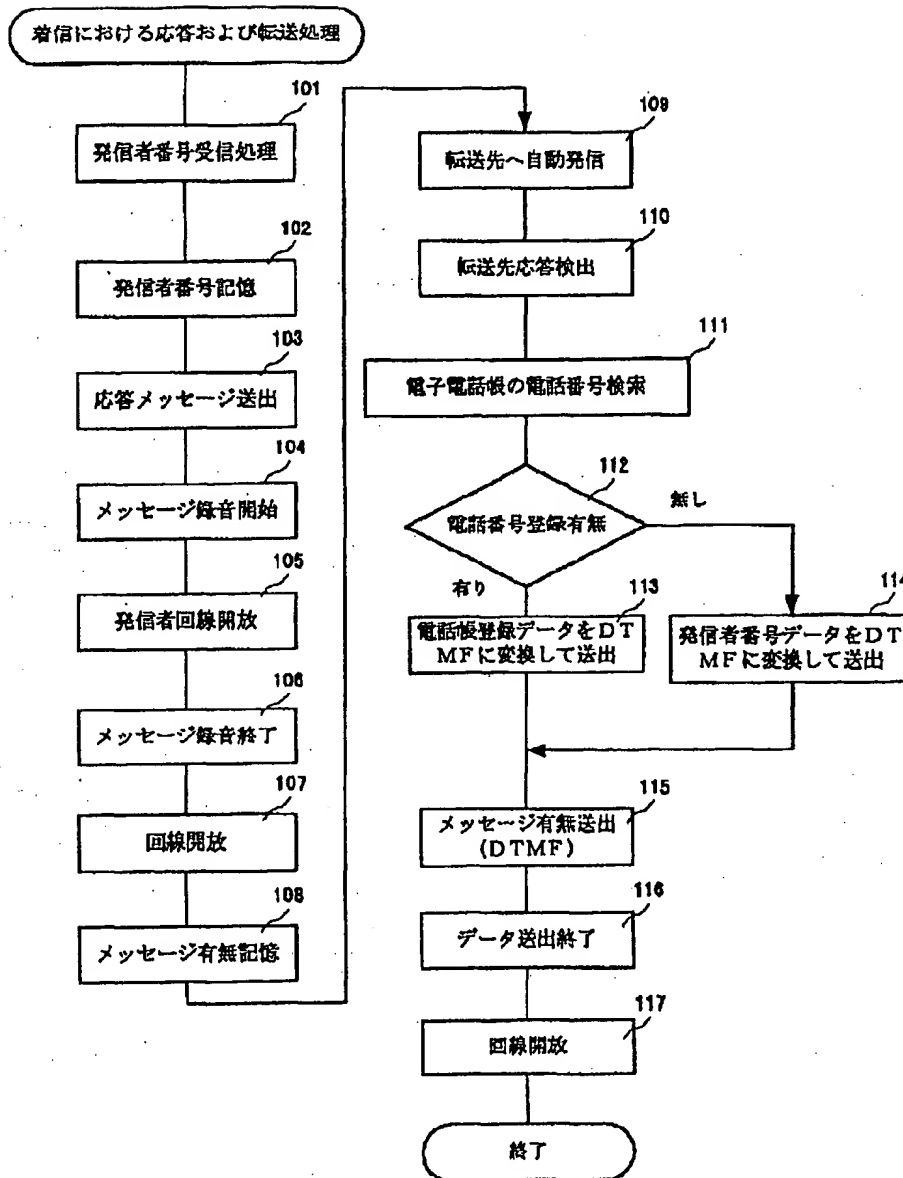 着信における応答および転送処理
101
発信者番号受信処理
102
発信者番号記憶
103
応答メッセージ送出
104
メッセージ録音開始
105
発信者回線開放
106
メッセージ録音終了
107
回線開放
108
メッセージ有無記憶
109
転送先へ自動発信
110
転送先応答検出
111
電子電話帳の電話番号検索
112
電話番号登録有無
無し
有り
113
電話帳登録データをDT
MFに変換して送出
114
発信者番号データをDT
MFに変換して送出
115
メッセージ有無送出
(DTMF)
116
データ送出終了
117
回線開放
終了